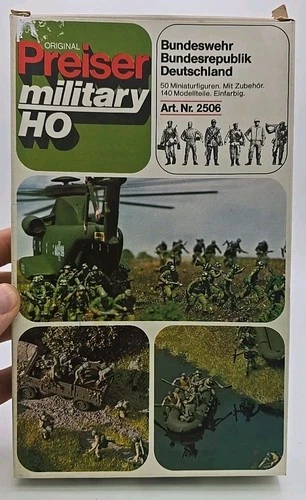 ORIGINAL
Preiser
military
HO
Bundeswehr
Bundesrepublik
Deutschland
50 Miniaturfiguren. Mit Zubehör.
140 Modellteile. Einfarbig.
Art. Nr. 2506